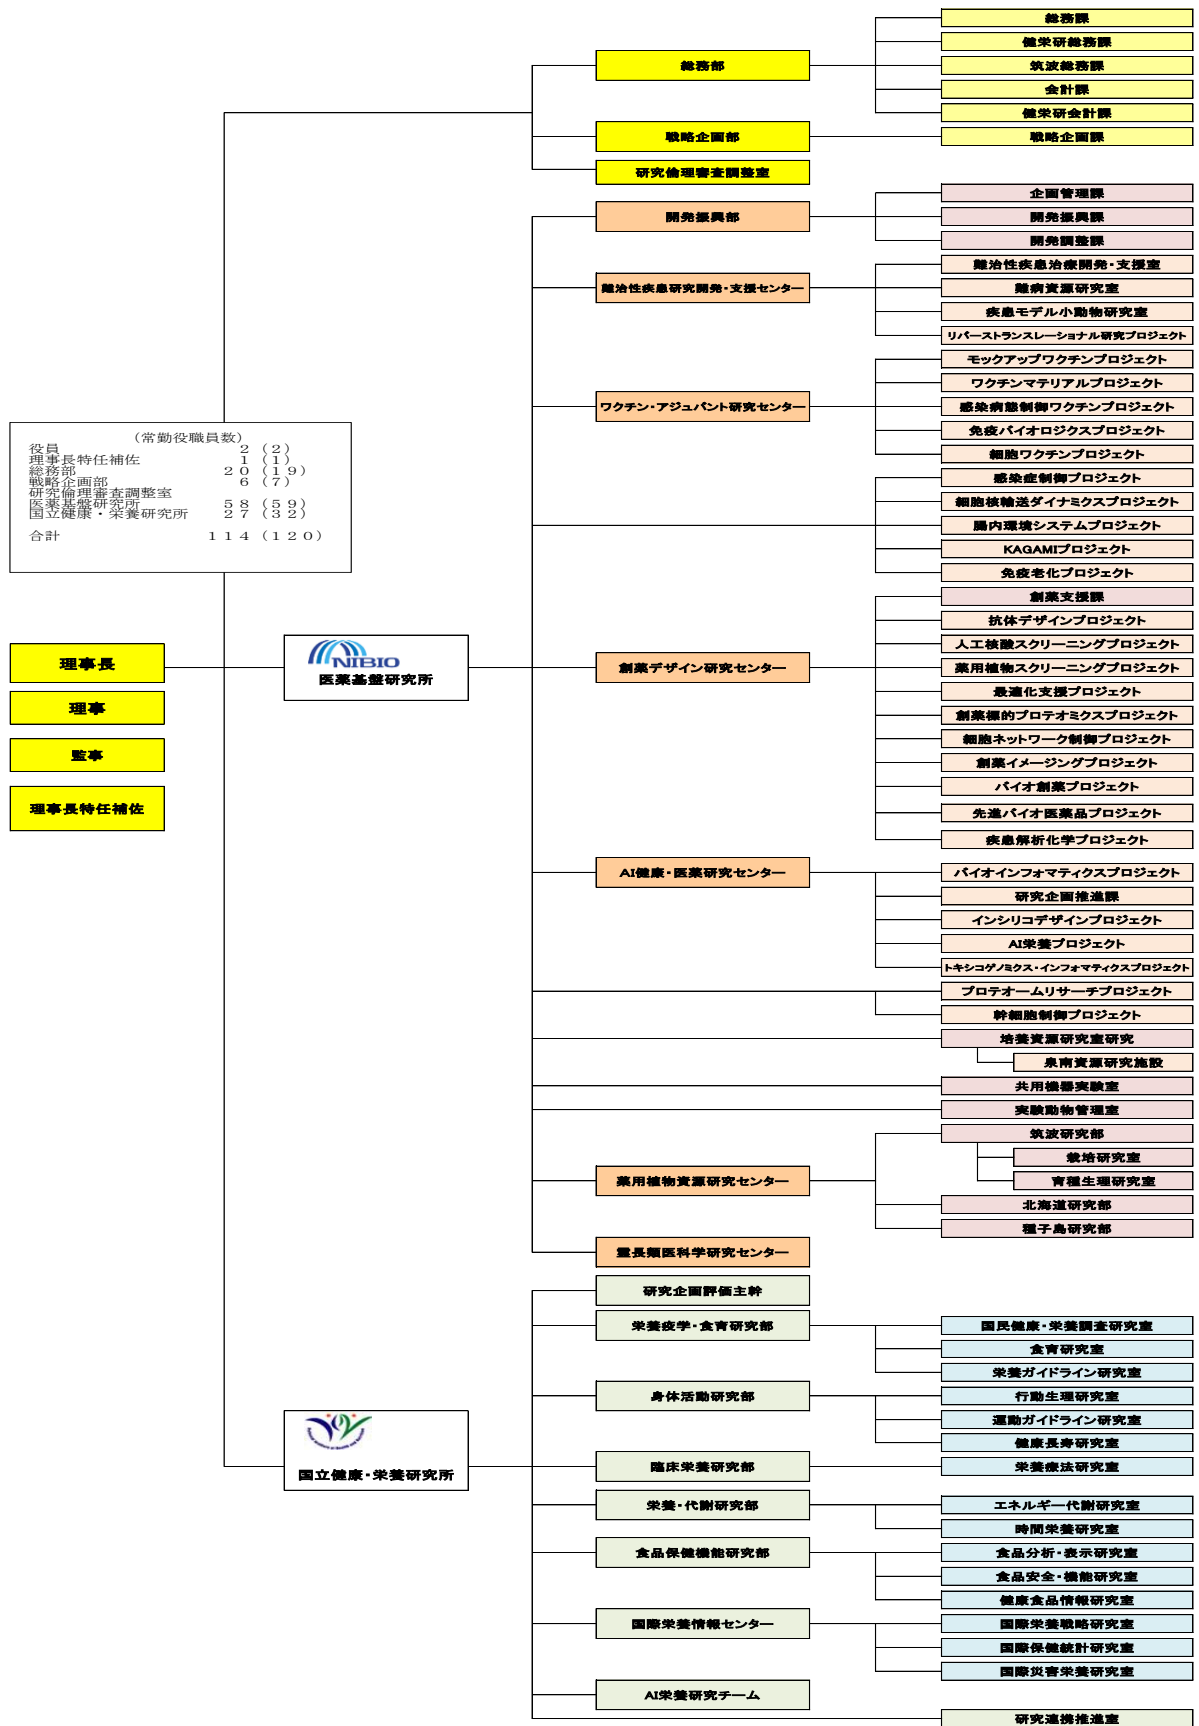 総務課
健栄研総務課
総務部
筑波総務課
会計課
健栄研会計課
戦略企画部
戦略企画課
研究倫理審査調整室
企画管理課
開発振興部
開発振興課
開発調整課
難治性疾患治療開発・支援室
難治性疾患研究開発・支援センター
難病資源研究室
疾患モデル小動物研究室
リバーストランスレーショナル研究プロジェクト
モックアップワクチンプロジェクト
ワクチンマテリアルプロジェクト
ワクチン・アジュバント研究センター
感染病態制御ワクチンプロジェクト
免疫バイオロジクスプロジェクト
細胞ワクチンプロジェクト
(常勤役職員数)
役員 2 (2)
理事長特任補佐 1 (1)
総務部 20 (19)
戦略企画部 6 (7)
研究倫理審査調整室
医薬基盤研究所 58 (59)
国立健康・栄養研究所 27 (32)
合計 114 (120)
感染症制御プロジェクト
細胞核輸送ダイナミクスプロジェクト
腸内環境システムプロジェクト
KAGAMIプロジェクト
免疫老化プロジェクト
創薬支援課
抗体デザインプロジェクト
人工核酸スクリーニングプロジェクト
理事長
NIBIO
医薬基盤研究所
創薬デザイン研究センター
薬用植物スクリーニングプロジェクト
最適化支援プロジェクト
理事
創薬標的プロテオミクスプロジェクト
細胞ネットワーク制御プロジェクト
監事
創薬イメージングプロジェクト
バイオ創薬プロジェクト
理事長特任補佐
先進バイオ医薬品プロジェクト
疾患解析化学プロジェクト
AI健康・医薬研究センター
バイオインフォマティクスプロジェクト
研究企画推進課
インシリコデザインプロジェクト
AI栄養プロジェクト
トキシコゲノミクス・インフォマティクスプロジェクト
プロテオームリサーチプロジェクト
幹細胞制御プロジェクト
培養資源研究室研究
泉南資源研究施設
共用機器実験室
実験動物管理室
筑波研究部
栽培研究室
薬用植物資源研究センター
育種生理研究室
北海道研究部
種子島研究部
霊長類医科学研究センター
研究企画評価主幹
栄養疫学・食育研究部
国民健康・栄養調査研究室
食育研究室
栄養ガイドライン研究室
身体活動研究部
行動生理研究室
運動ガイドライン研究室
健康長寿研究室
国立健康・栄養研究所
臨床栄養研究部
栄養療法研究室
栄養・代謝研究部
エネルギー代謝研究室
時間栄養研究室
食品保健機能研究部
食品分析・表示研究室
食品安全・機能研究室
健康食品情報研究室
国際栄養情報センター
国際栄養戦略研究室
国際保健統計研究室
国際災害栄養研究室
AI栄養研究チーム
研究連携推進室